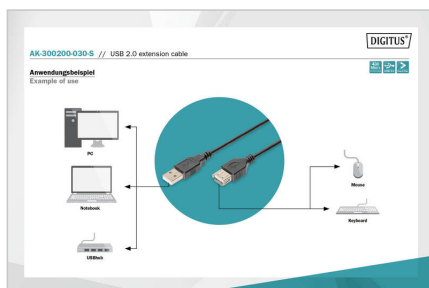 DIGITUS®
AK-300200-030-S // USB 2.0 extension cable
Anwendungsbeispiel
Example of use
PC
Notebook
USBhub
Mouse
Keyboard